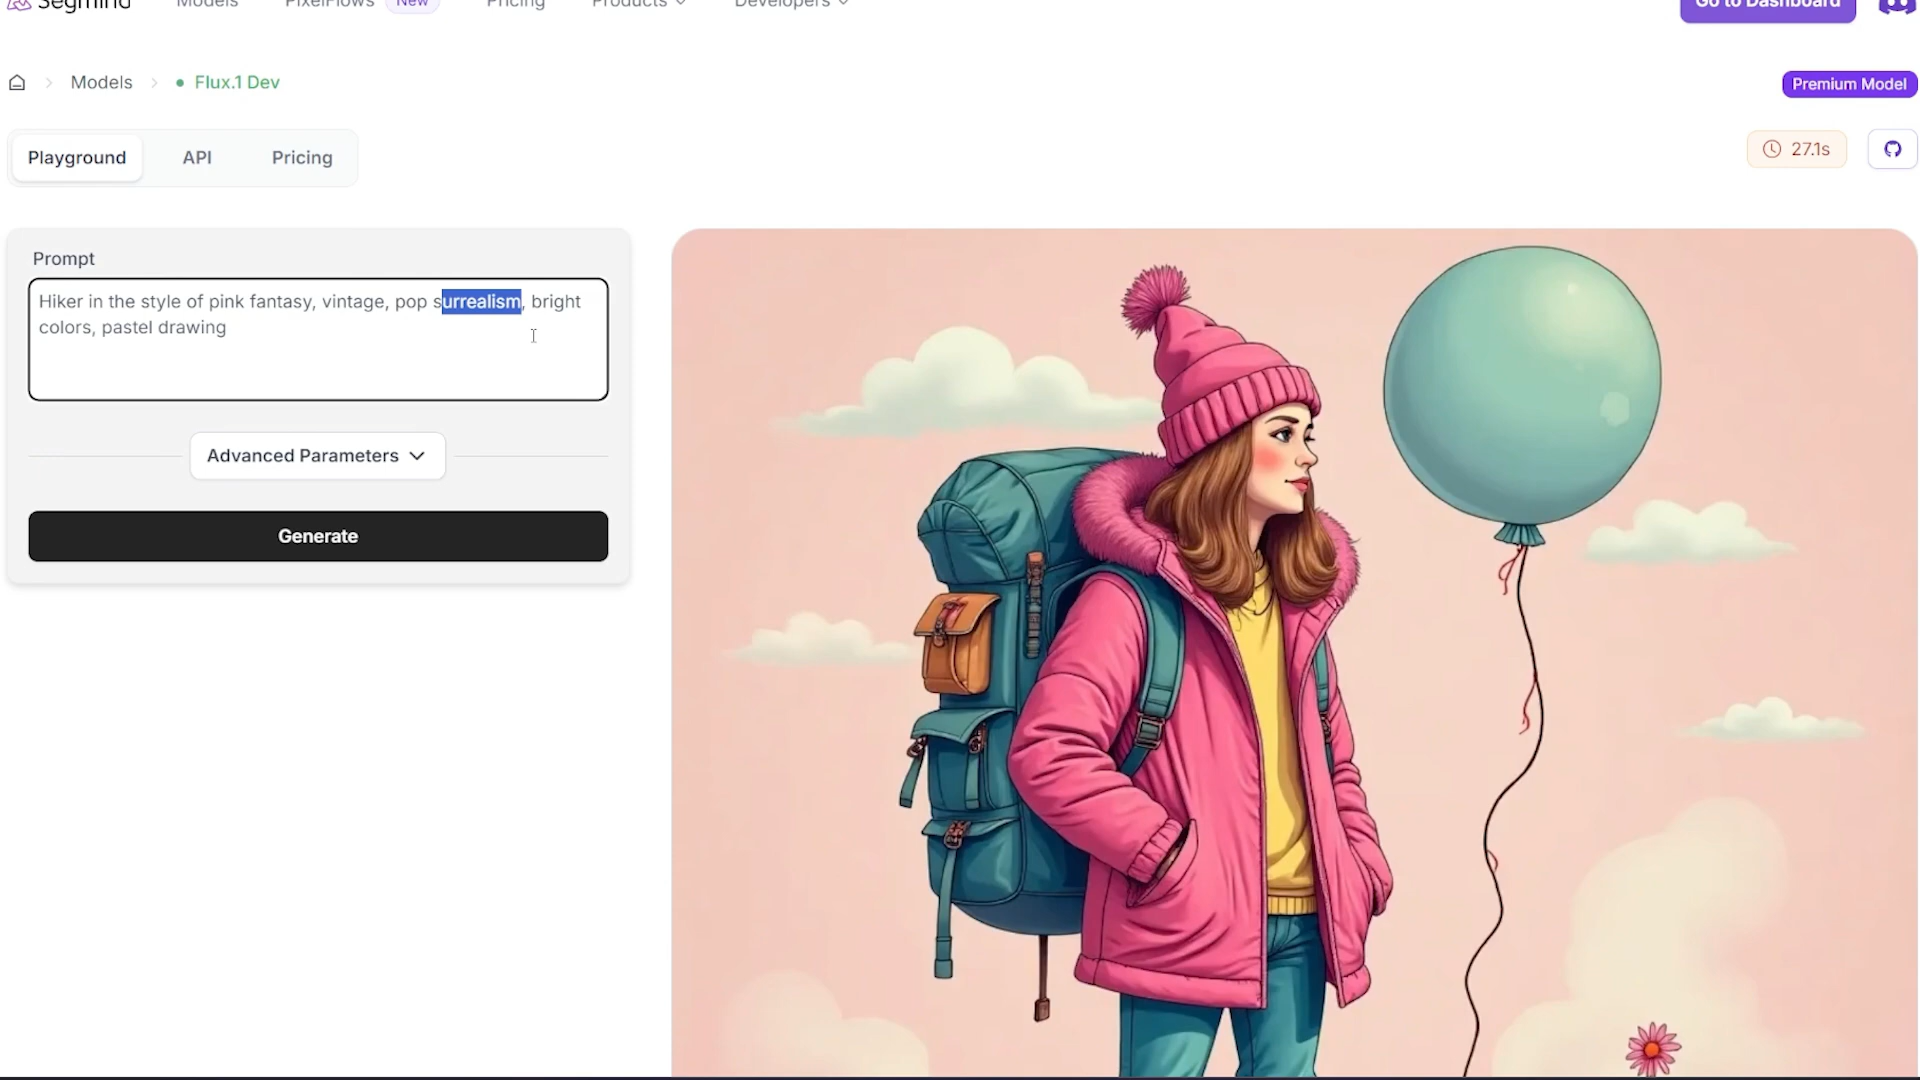 Segmind
Models
PixelFlows
New
Pricing
Products
Developers
Go to Dashboard
Models
Flux.1 Dev
Premium Model
Playground
API
Pricing
27.1s
Prompt
Hiker in the style of pink fantasy, vintage, pop surrealism, bright
colors, pastel drawing
Advanced Parameters
Generate